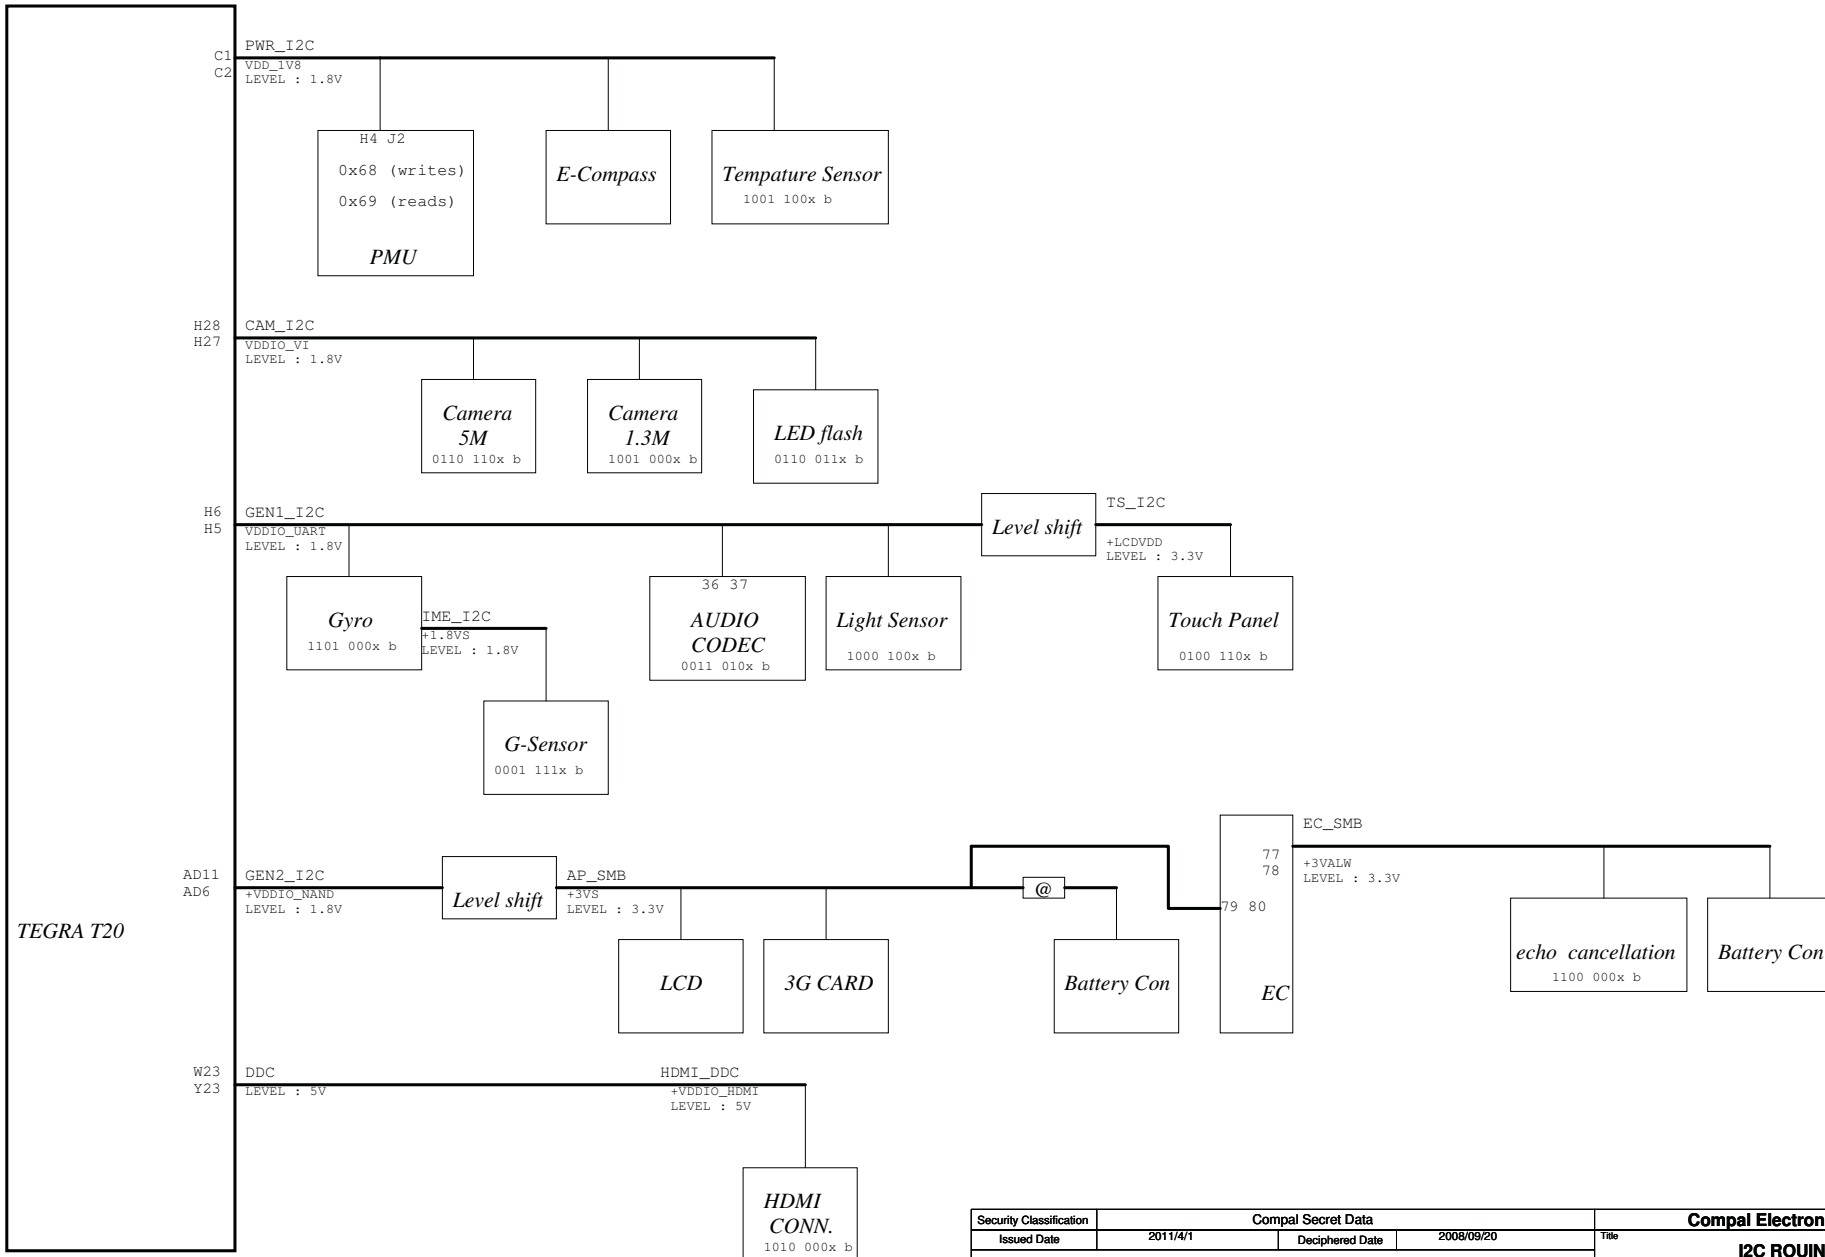 PWR_I2C
C1
C2
VDD_1V8
LEVEL : 1.8V
H4 J2
0x68 (writes)
0x69 (reads)
PMU
E-Compass
Tempature Sensor
1001 100x b
H28
H27
CAM_I2C
VDDIO_VI
LEVEL : 1.8V
Camera
5M
0110 110x b
Camera
1.3M
1001 000x b
LED flash
0110 011x b
H6
H5
GEN1_I2C
VDDIO_UART
LEVEL : 1.8V
Level shift
TS_I2C
+LCDVDD
LEVEL : 3.3V
Gyro
1101 000x b
IME_I2C
+1.8VS
LEVEL : 1.8V
36 37
AUDIO
CODEC
0011 010x b
Light Sensor
1000 100x b
Touch Panel
0100 110x b
G-Sensor
0001 111x b
AD11
AD6
GEN2_I2C
+VDDIO_NAND
LEVEL : 1.8V
Level shift
AP_SMB
+3VS
LEVEL : 3.3V
@
77
78
79 80
EC
EC_SMB
+3VALW
LEVEL : 3.3V
TEGRA T20
LCD
3G CARD
Battery Con
echo cancellation
1100 000x b
Battery Con
W23
Y23
DDC
LEVEL : 5V
HDMI_DDC
+VDDIO_HDMI
LEVEL : 5V
HDMI
CONN.
1010 000x b
Security Classification
Compal Secret Data
Compal Electron
Issued Date
2011/4/1
Deciphered Date
2008/09/20
Title
I2C ROUIN